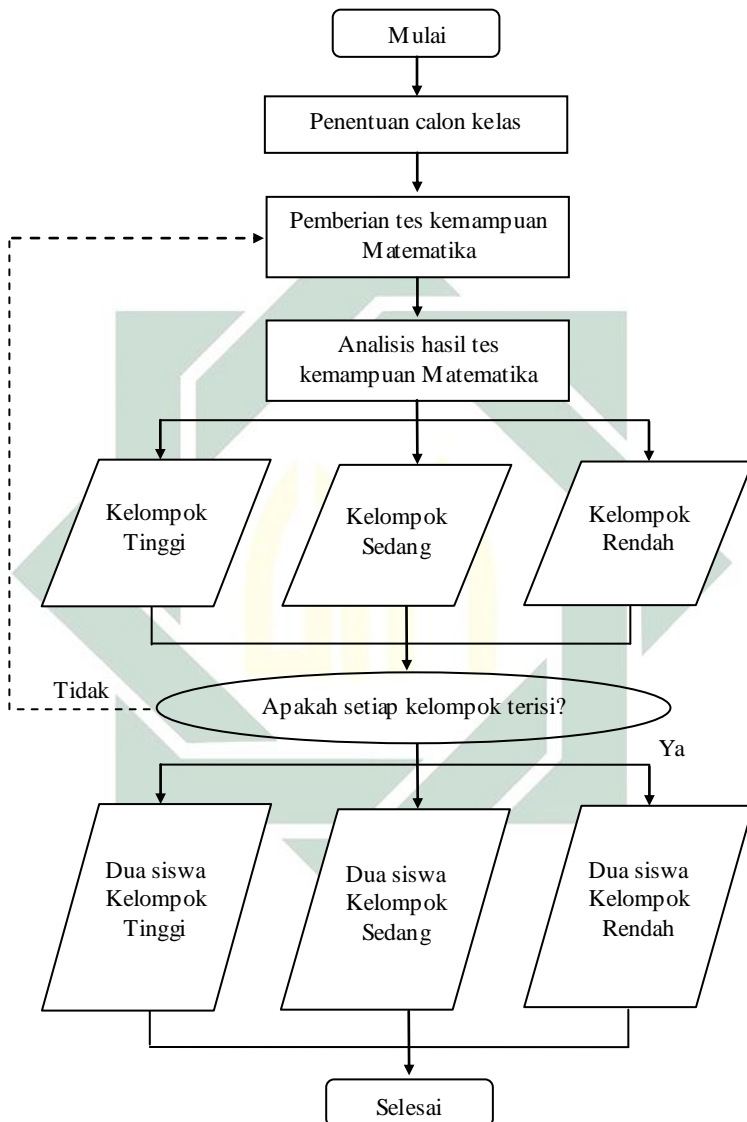 Mulai
Penentuan calon kelas
Pemberian tes kemampuan
Matematika
Analisis hasil tes
kemampuan Matematika
Kelompok
Tinggi
Kelompok
Sedang
Kelompok
Rendah
Tidak
Apakah setiap kelompok terisi?
Ya
Dua siswa
Kelompok
Tinggi
Dua siswa
Kelompok
Sedang
Dua siswa
Kelompok
Rendah
Selesai